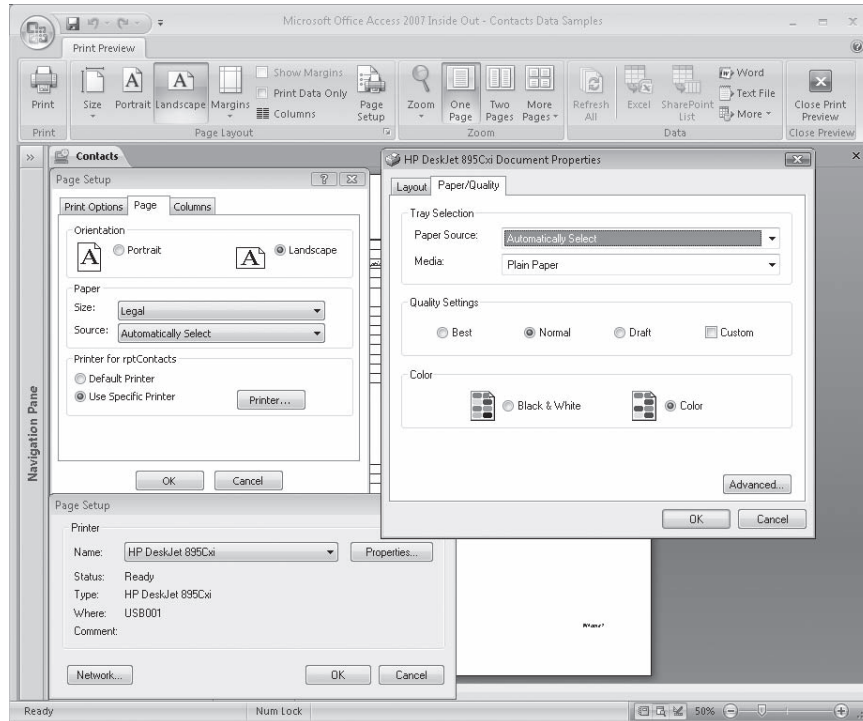 Microsoft Office Access 2007 Inside Out - Contacts Data Samples
Print Preview
Print
Size
Portrait
Landscape
Margins
Show Margins
Print Data Only
Columns
Page Setup
Zoom
One Page
Two Pages
More Pages
Refresh All
Excel
SharePoint List
Word
Text File
More
Close Print Preview
Print
Page Layout
Zoom
Data
Close Preview
Contacts
Page Setup
Print Options
Page
Columns
Orientation
A Portrait
A Landscape
Paper
Size: Legal
Source: Automatically Select
Printer for rptContacts
Default Printer
Use Specific Printer
Printer...
OK
Cancel
HP DeskJet 895Cxi Document Properties
Layout
Paper/Quality
Tray Selection
Paper Source: Automatically Select
Media: Plain Paper
Quality Settings
Best
Normal
Draft
Custom
Color
Black & White
Color
Advanced...
OK
Cancel
Navigation Pane
Page Setup
Printer
Name: HP DeskJet 895Cxi
Properties...
Status: Ready
Type: HP DeskJet 895Cxi
Where: USB001
Comment:
Network...
OK
Cancel
Ready
Num Lock
50%